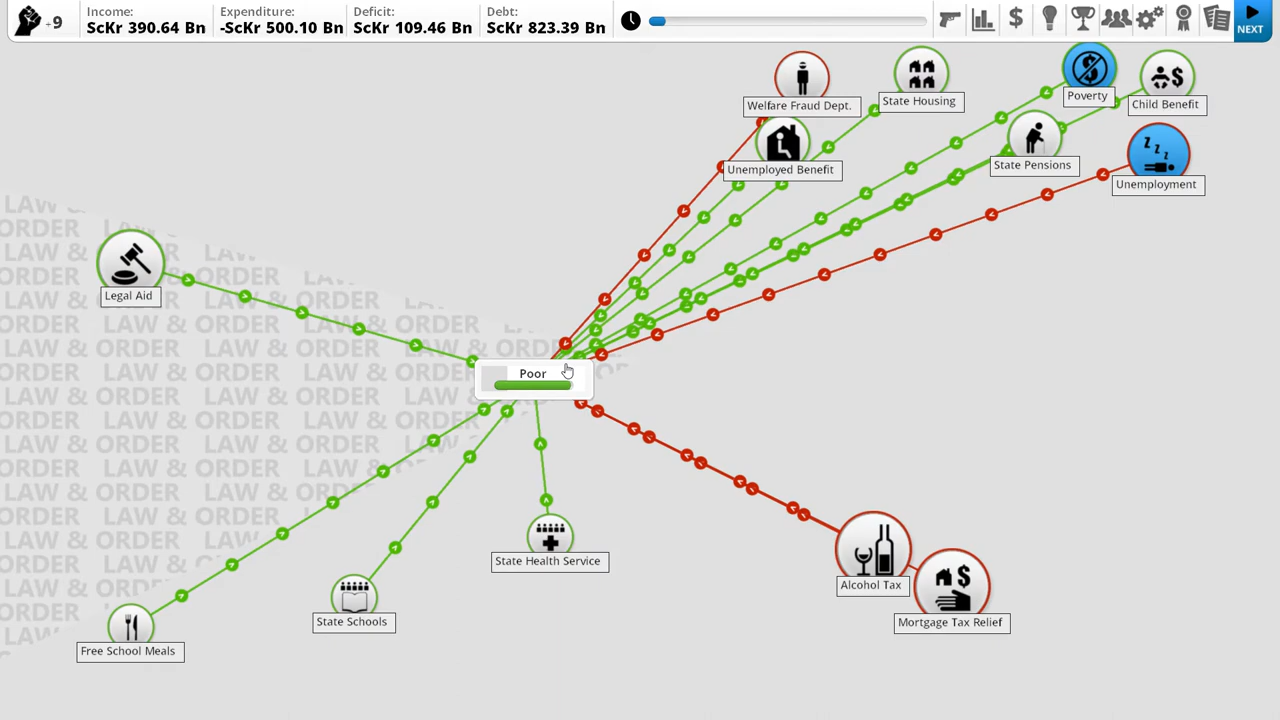 +9
Income:
ScKr 390.64 Bn
Expenditure:
-ScKr 500.10 Bn
Deficit:
ScKr 109.46 Bn
Debt:
ScKr 823.39 Bn
NEXT
Welfare Fraud Dept.
State Housing
Poverty
Child Benefit
Unemployed Benefit
State Pensions
Unemployment
Legal Aid
LAW & ORDER
Poor
State Health Service
Alcohol Tax
State Schools
Mortgage Tax Relief
Free School Meals